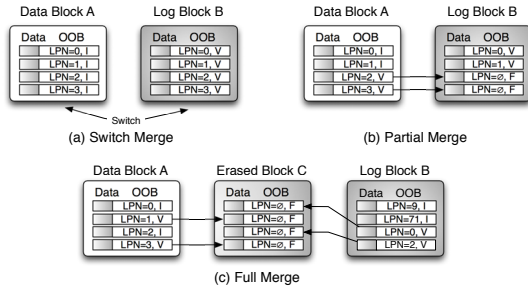 Data Block A
Log Block B
Data OOB
LPN=0, I
LPN=1, I
LPN=2, I
LPN=3, I
Data OOB
LPN=0, V
LPN=1, V
LPN=2, V
LPN=3, V
Switch
(a) Switch Merge
Data Block A
Log Block B
Data OOB
LPN=0, I
LPN=1, I
LPN=2, V
LPN=3, V
Data OOB
LPN=0, V
LPN=1, V
LPN=∅, F
LPN=∅, F
(b) Partial Merge
Data Block A
Erased Block C
Log Block B
Data OOB
LPN=0, I
LPN=1, V
LPN=2, I
LPN=3, V
Data OOB
LPN=∅, F
LPN=∅, F
LPN=∅, F
LPN=∅, F
Data OOB
LPN=9, I
LPN=71, I
LPN=0, V
LPN=2, V
(c) Full Merge